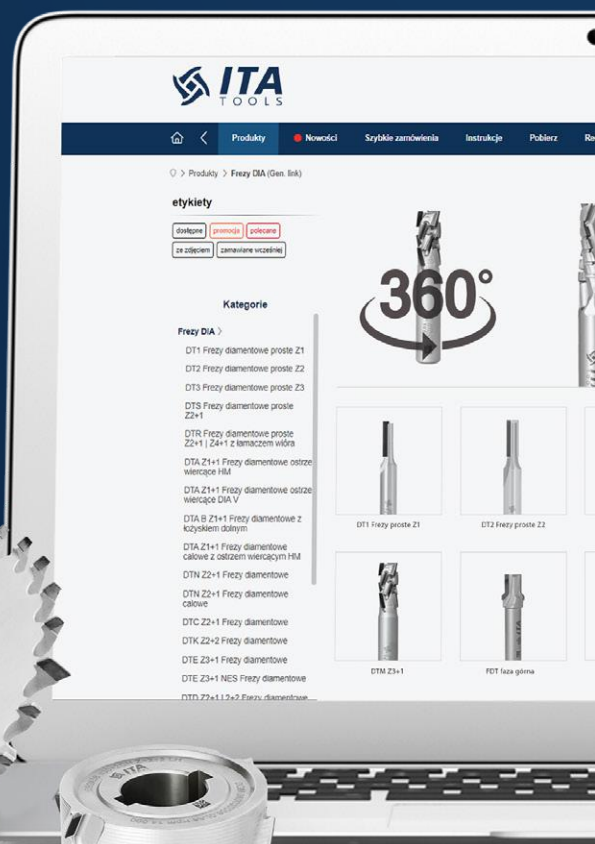 ITA
TOOLS
Produkty
Nowości
Szybkie zamówienia
Instrukcje
Pobierz
Produkty > Frezy DIA (Gen. link)
etykiety
dostępne
promocja
polecane
ze zdjęciem
zamawiane wcześniej
Kategorie
Frezy DIA >
DT1 Frezy diamentowe proste Z1
DT2 Frezy diamentowe proste Z2
DT3 Frezy diamentowe proste Z3
DTS Frezy diamentowe proste
Z2+1
DTR Frezy diamentowe proste
Z2+1 | Z4+1 z łamaczem wióra
DTA Z1+1 Frezy diamentowe ostrze
wiercące HM
DTA Z1+1 Frezy diamentowe ostrze
wiercące DIA V
DTA B Z1+1 Frezy diamentowe z
łożyskiem dolnym
DTA Z1+1 Frezy diamentowe
calowe z ostrzem wiercącym HM
DTN Z2+1 Frezy diamentowe
DTN Z2+1 Frezy diamentowe
calowe
DTC Z2+1 Frezy diamentowe
DTK Z2+2 Frezy diamentowe
DTE Z3+1 Frezy diamentowe
DTE Z3+1 NES Frezy diamentowe
360°
DT1 Frezy proste Z1
DT2 Frezy proste Z2
DTM Z3+1
FDT faza górna
ITA